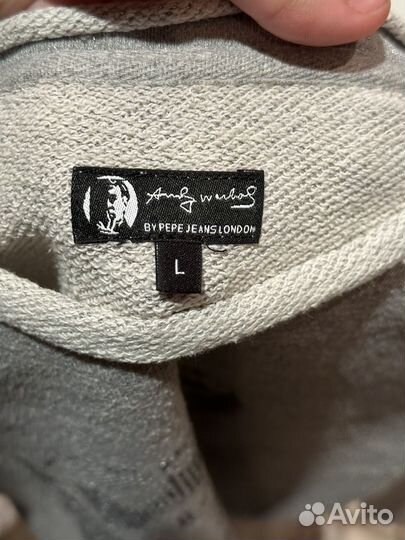 Andy Warhol
BY PEPE JEANS LONDON
L
Avito